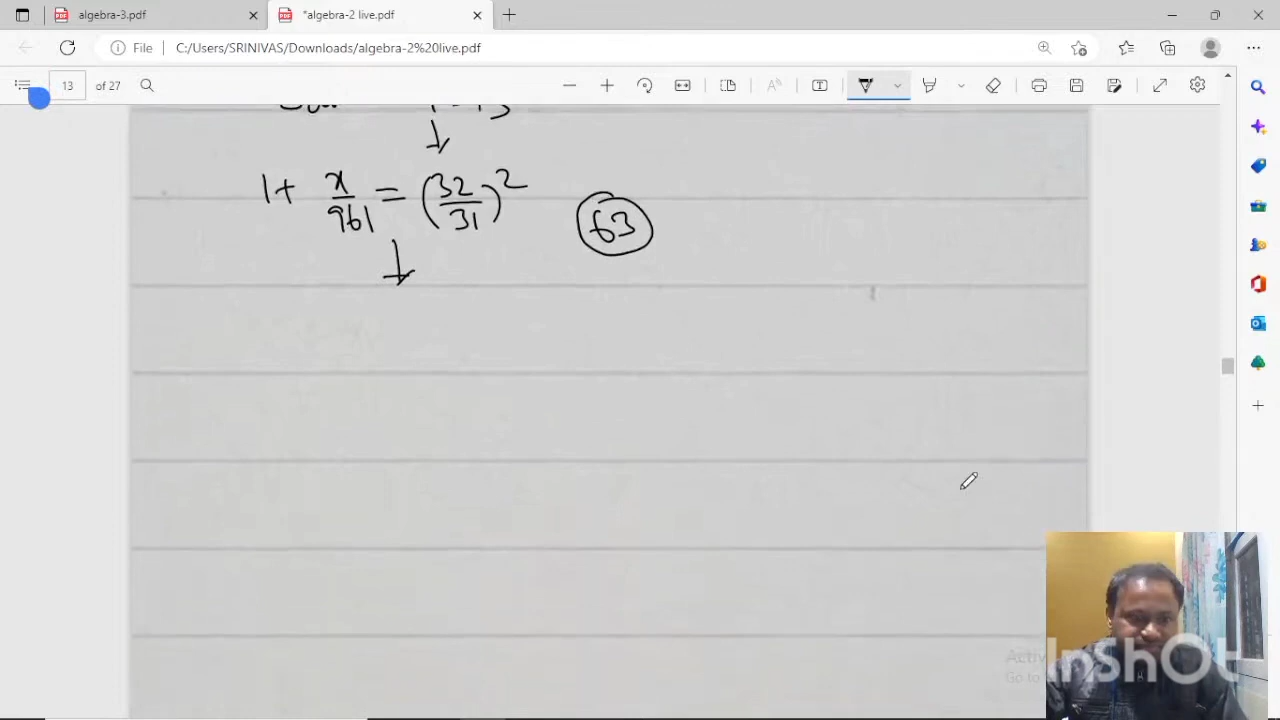 algebra-3.pdf
*algebra-2 live.pdf
File C:/Users/SRINIVAS/Downloads/algebra-2%20live.pdf
13 of 27
1 + x/961 = (32/31)^2
63
InShOt